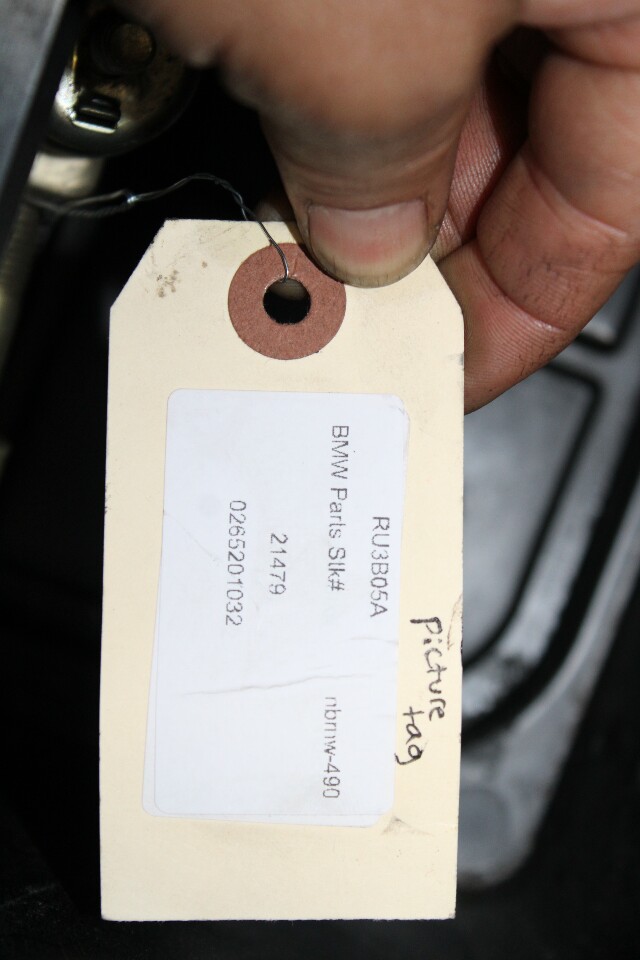 picture
tag
RU3B05A
BMW Parts Stk# nbmw-490
21479
0265201032